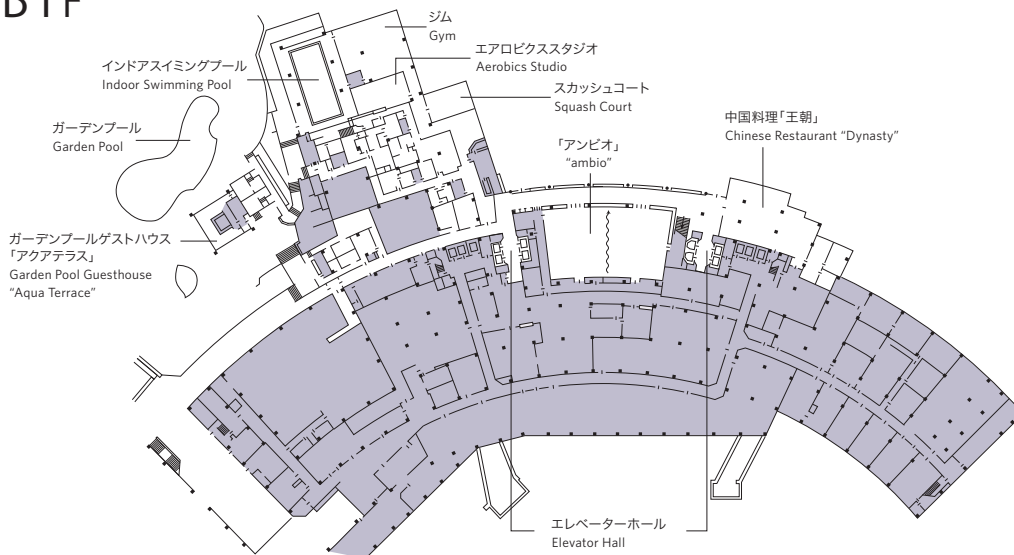 B1F
ジム
Gym
エアロビクススタジオ
Aerobics Studio
インドアスイミングプール
Indoor Swimming Pool
スカッシュコート
Squash Court
中国料理「王朝」
Chinese Restaurant “Dynasty”
ガーデンプール
Garden Pool
「アンビオ」
“ambio”
ガーデンプールゲストハウス
「アクアテラス」
Garden Pool Guesthouse
“Aqua Terrace”
エレベーターホール
Elevator Hall